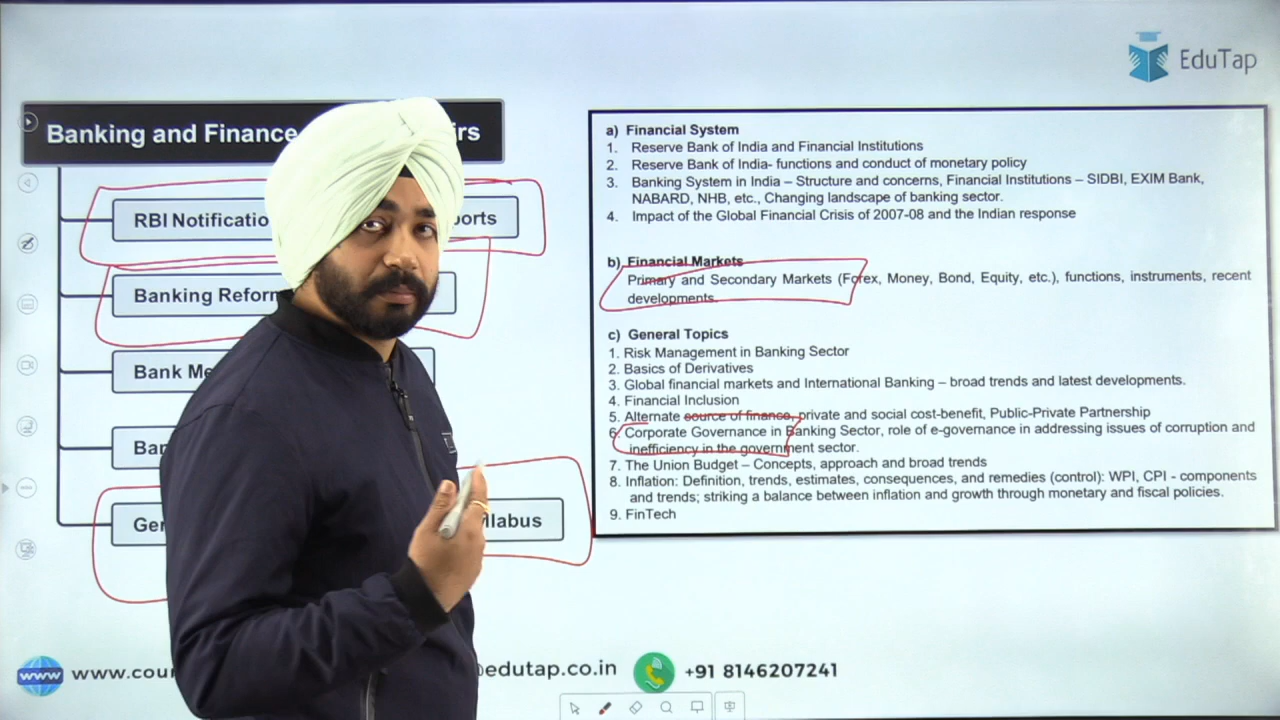 EduTap
Banking and Finance
RBI
Banking
Bank
syllabus
a) Financial System
1. Reserve Bank of India and Financial Institutions
2. Reserve Bank of India- functions and conduct of monetary policy
3. Banking System in India – Structure and concerns, Financial Institutions – SIDBI, EXIM Bank,
NABARD, NHB, etc., Changing landscape of banking sector.
4. Impact of the Global Financial Crisis of 2007-08 and the Indian response
b) Financial Markets
Primary and Secondary Markets (Forex, Money, Bond, Equity, etc.), functions, instruments, recent
developments.
c) General Topics
1. Risk Management in Banking Sector
2. Basics of Derivatives
3. Global financial markets and International Banking – broad trends and latest developments.
4. Financial Inclusion
5. Alternate source of finance, private and social cost-benefit, Public-Private Partnership
6. Corporate Governance in Banking Sector, role of e-governance in addressing issues of corruption and
inefficiency in the government sector.
7. The Union Budget – Concepts, approach and broad trends
8. Inflation: Definition, trends, estimates, consequences, and remedies (control): WPI, CPI - components
and trends; striking a balance between inflation and growth through monetary and fiscal policies.
9. FinTech
www
www.cour
@edutap.co.in
+91 8146207241